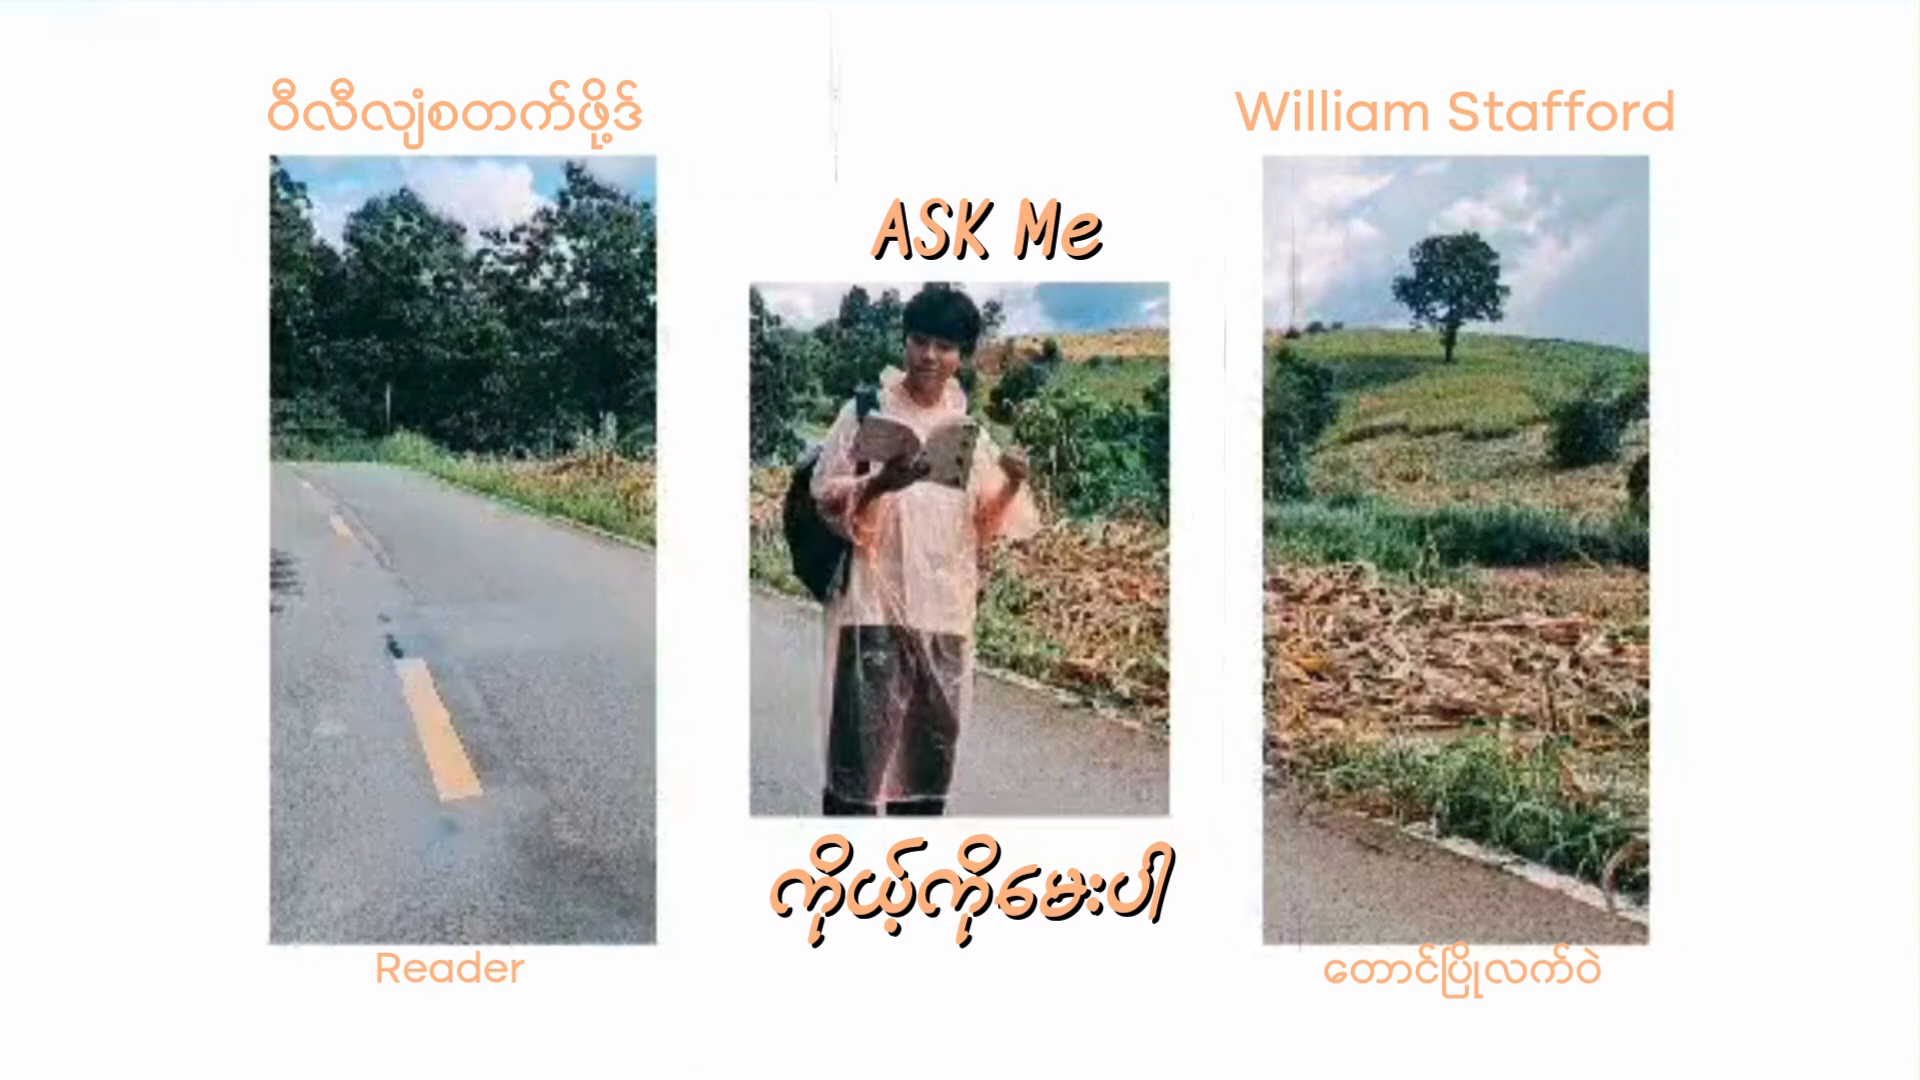 ဝီလီလျံစတက်ဖို့ဒ်
William Stafford
ASK Me
ကိုယ့်ကိုမေးပါ
Reader
တောင်ပြိုလက်ဝဲ